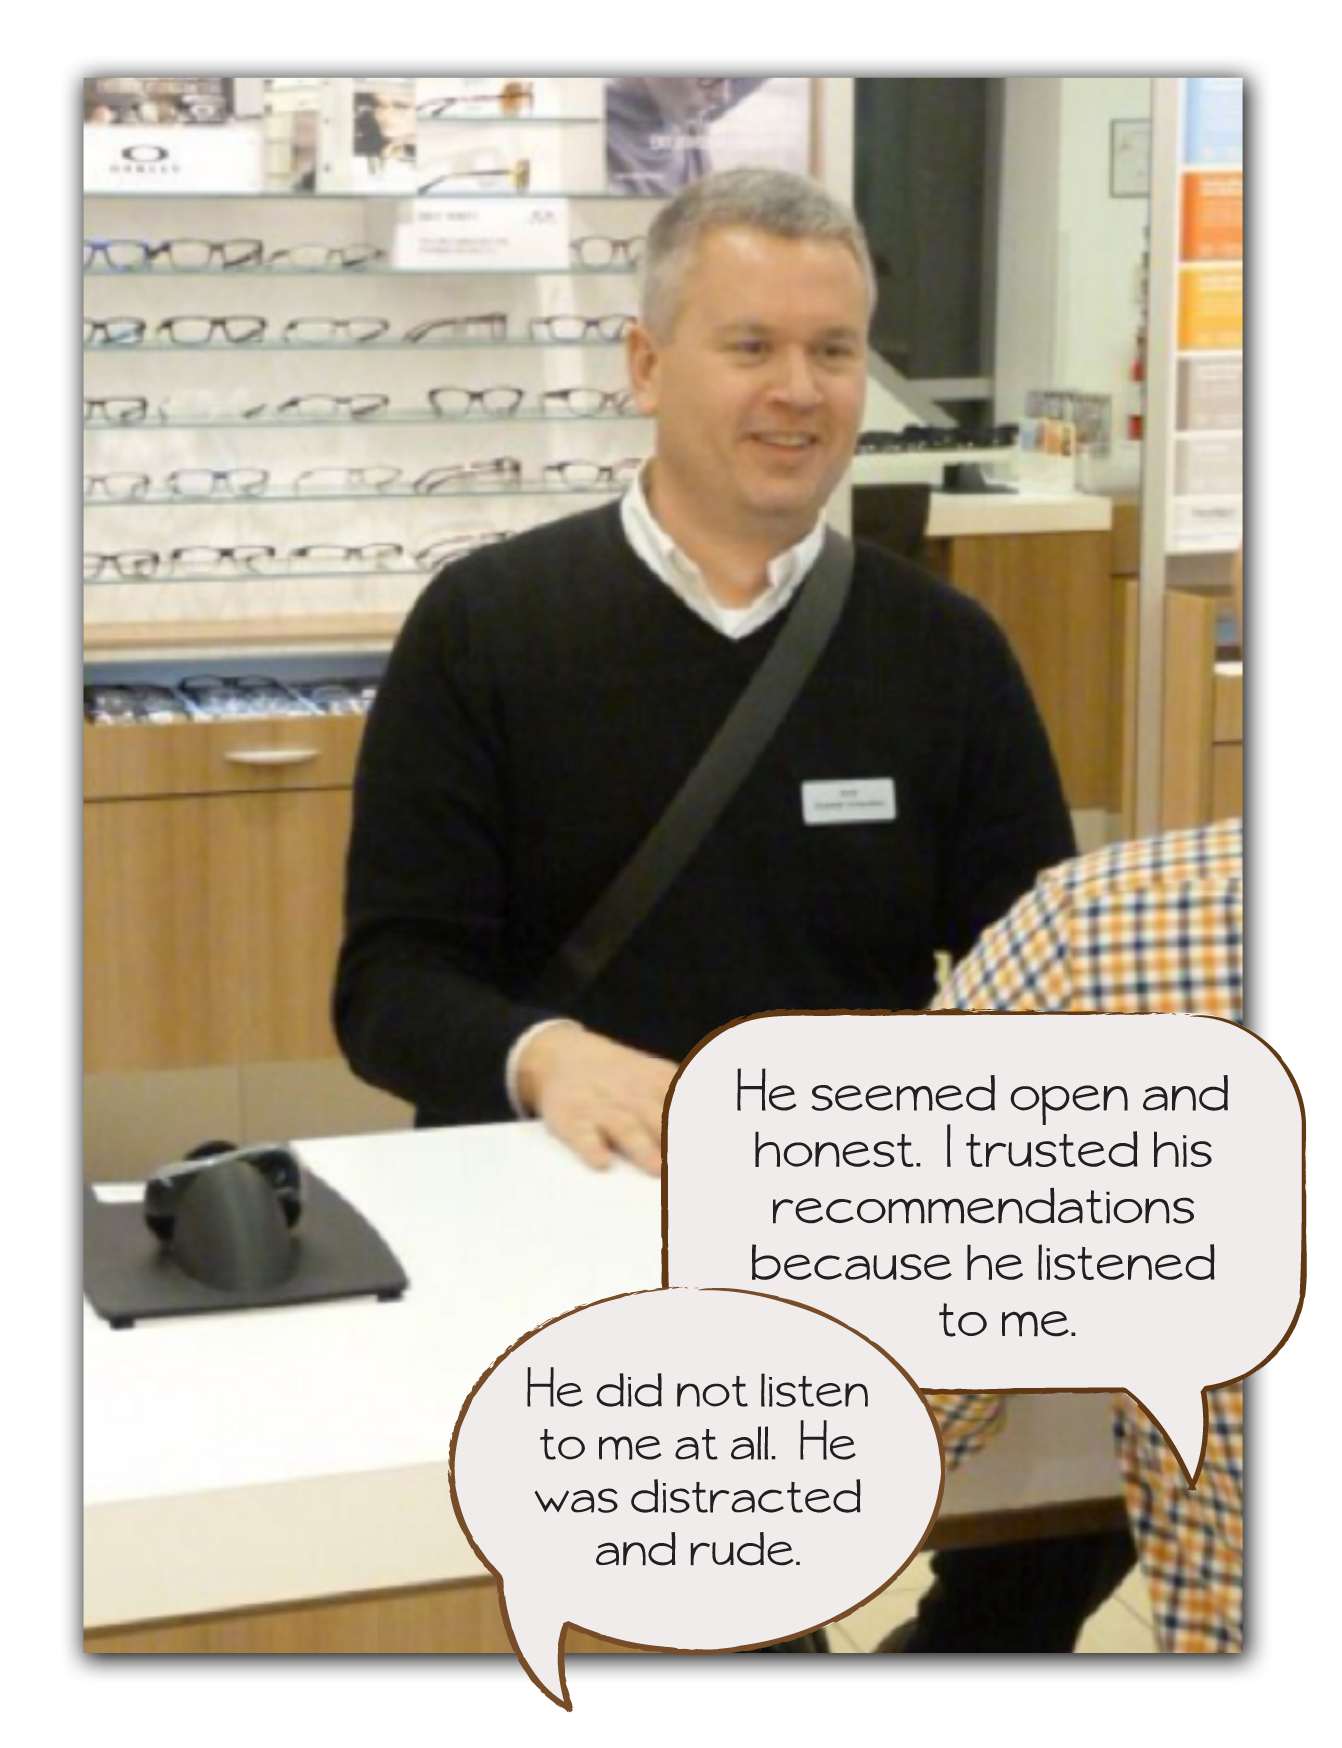 OAKLEY
He seemed open and
honest. I trusted his
recommendations
because he listened
to me.
He did not listen
to me at all. He
was distracted
and rude.